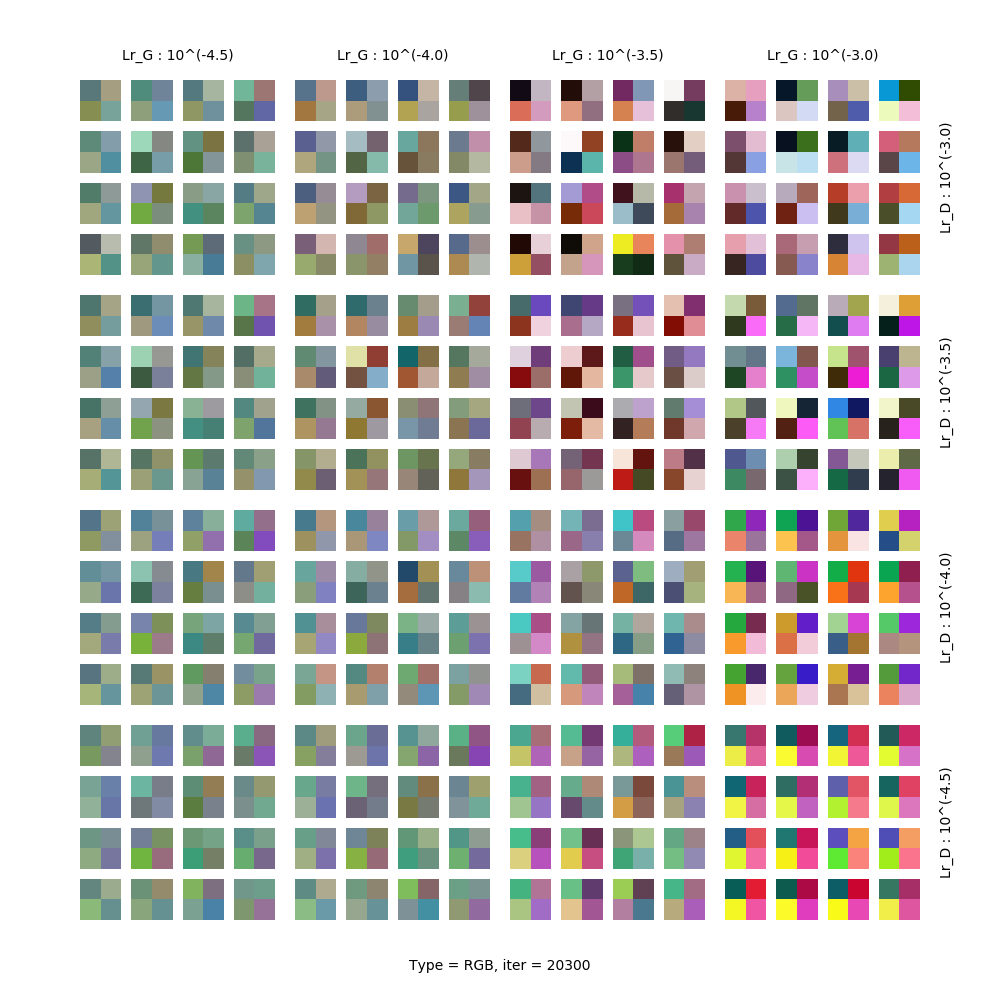 Lr_G : 10^(-4.5)
Lr_G : 10^(-4.0)
Lr_G : 10^(-3.5)
Lr_G : 10^(-3.0)
Lr_D : 10^(-3.0)
Lr_D : 10^(-3.5)
Lr_D : 10^(-4.0)
Lr_D : 10^(-4.5)
Type = RGB, iter = 20300